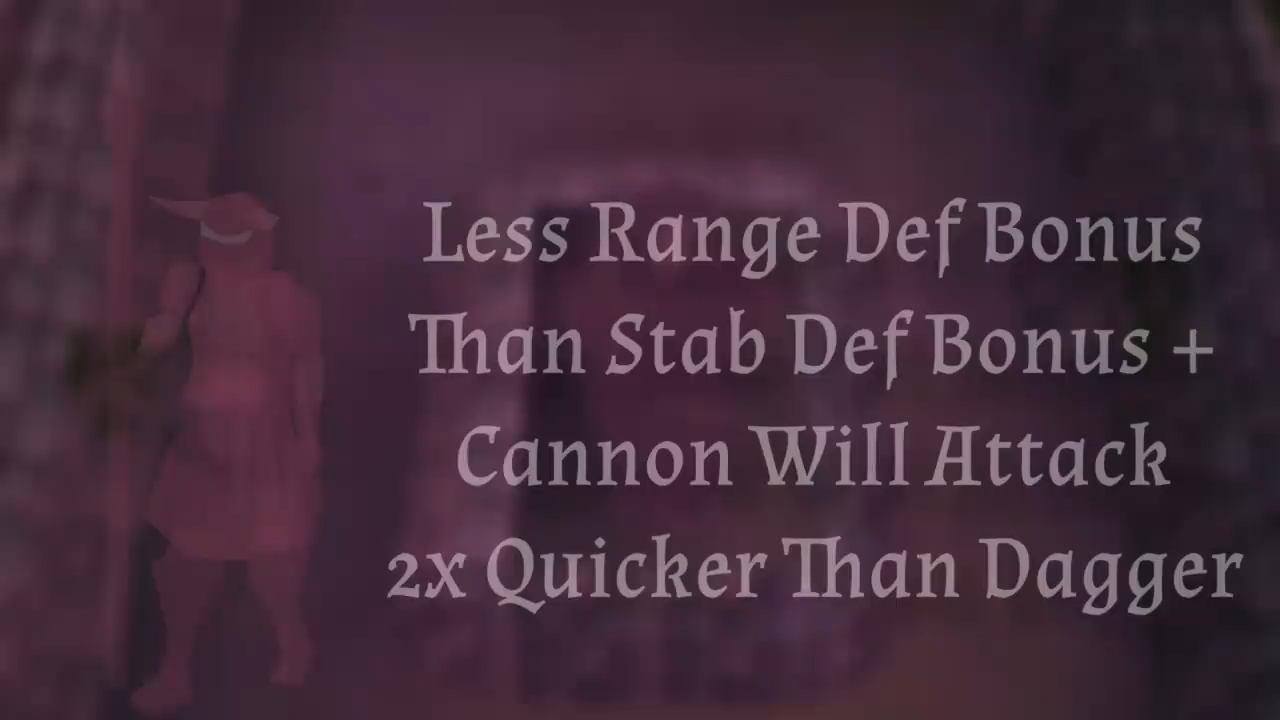 Less Range Def Bonus
Than Stab Def Bonus +
Cannon Will Attack
2x Quicker Than Dagger